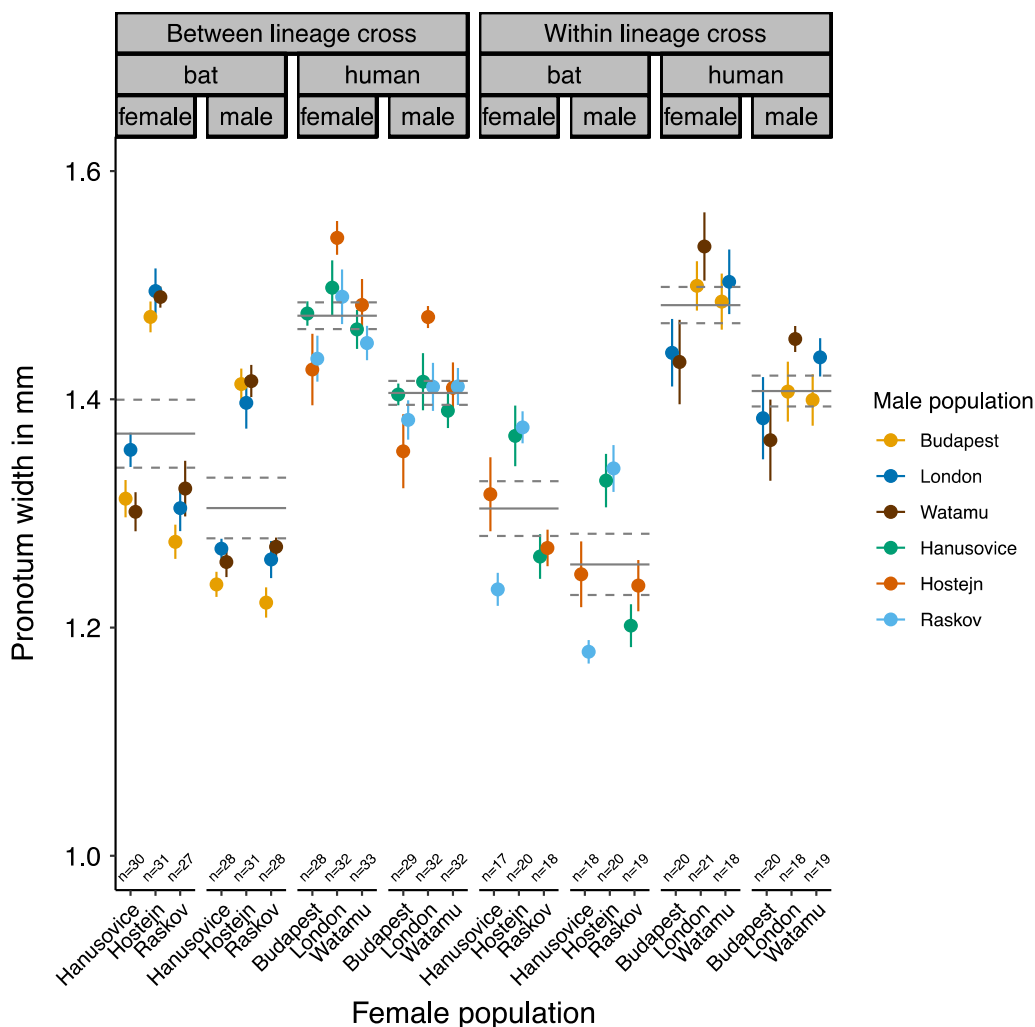 Between lineage cross Within lineage cross
bat human bat human
female male female male female male female male
Pronotum width in mm
1.6
1.4
1.2
1.0
n=30 n=31 n=27 n=28 n=31 n=28 n=28 n=32 n=33 n=29 n=32 n=32 n=17 n=20 n=18 n=18 n=20 n=19 n=20 n=21 n=18 n=20 n=18 n=19
Hanusovice Hostejn Raskov Hanusovice Hostejn Raskov Budapest London Watamu Budapest London Watamu Hanusovice Hostejn Raskov Hanusovice Hostejn Raskov Budapest London Watamu Budapest London Watamu
Female population
Male population
Budapest
London
Watamu
Hanusovice
Hostejn
Raskov